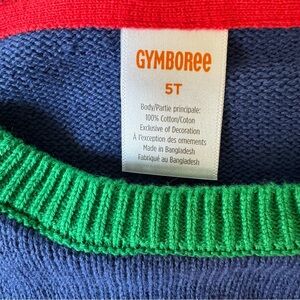 GYMBOREE
5T
Body/Partie principale:
100% Cotton/Coton
Exclusive of Decoration
À l'exception des ornements
Made in Bangladesh
Fabriqué au Bangladesh